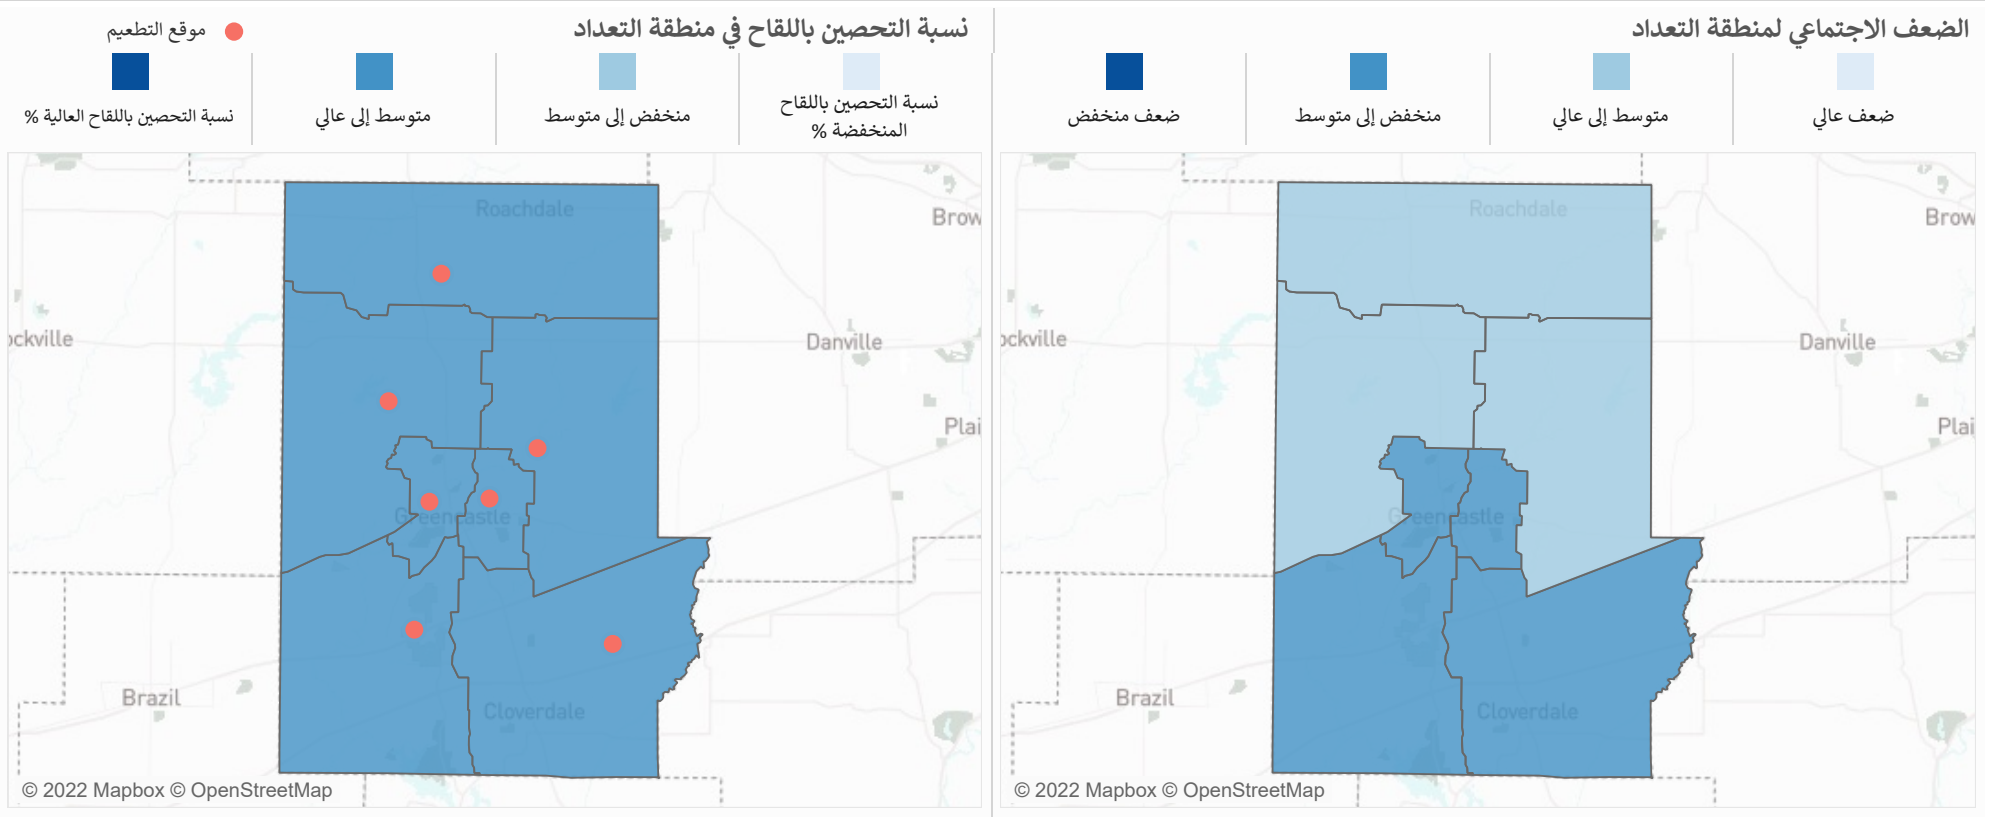 الضعف الاجتماعي لمنطقة التعداد
ضعف عالي
متوسط إلى عالي
منخفض إلى متوسط
ضعف منخفض
Roachdale
Brow
ockville
Danville
Plai
Greencastle
Brazil
Cloverdale
© 2022 Mapbox © OpenStreetMap
نسبة التحصين باللقاح في منطقة التعداد
موقع التطعيم
نسبة التحصين باللقاح
المنخفضة %
منخفض إلى متوسط
متوسط إلى عالي
نسبة التحصين باللقاح العالية %
Roachdale
Brow
ockville
Danville
Plai
Greencastle
Brazil
Cloverdale
© 2022 Mapbox © OpenStreetMap